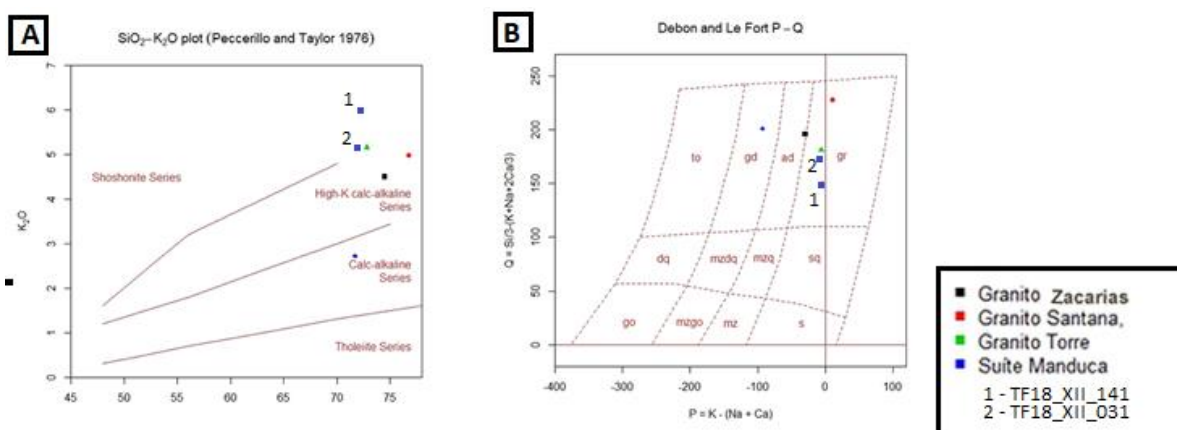 A
SiO₂–K₂O plot (Peccerillo and Taylor 1976)
K₂O
7
6
5
4
3
2
1
0
45 50 55 60 65 70 75
1
2
Shoshonite Series
High-K calc-alkaline
Series
Calc-alkaline
Series
Tholeiite Series
B
Debon and Le Fort P – Q
Q = Si/3-(K+Na+2Ca/3)
250
200
150
100
50
0
-400 -300 -200 -100 0 100
P = K - (Na + Ca)
to gd ad gr
2
1
dq mzdq mzq sq
go mzgo mz s
Granito Zacarias
Granito Santana,
Granito Torre
Suíte Manduca
1 - TF18_XII_141
2 - TF18_XII_031